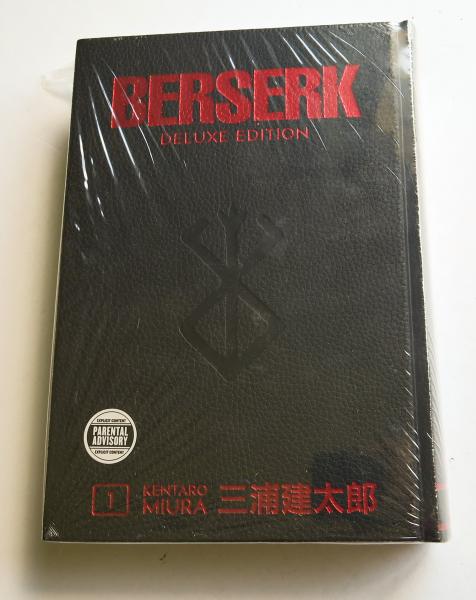 BERSERK
DELUXE EDITION
EXPLICIT CONTENT
PARENTAL
ADVISORY
EXPLICIT CONTENT
1
KENTARO
MIURA
三浦建太郎